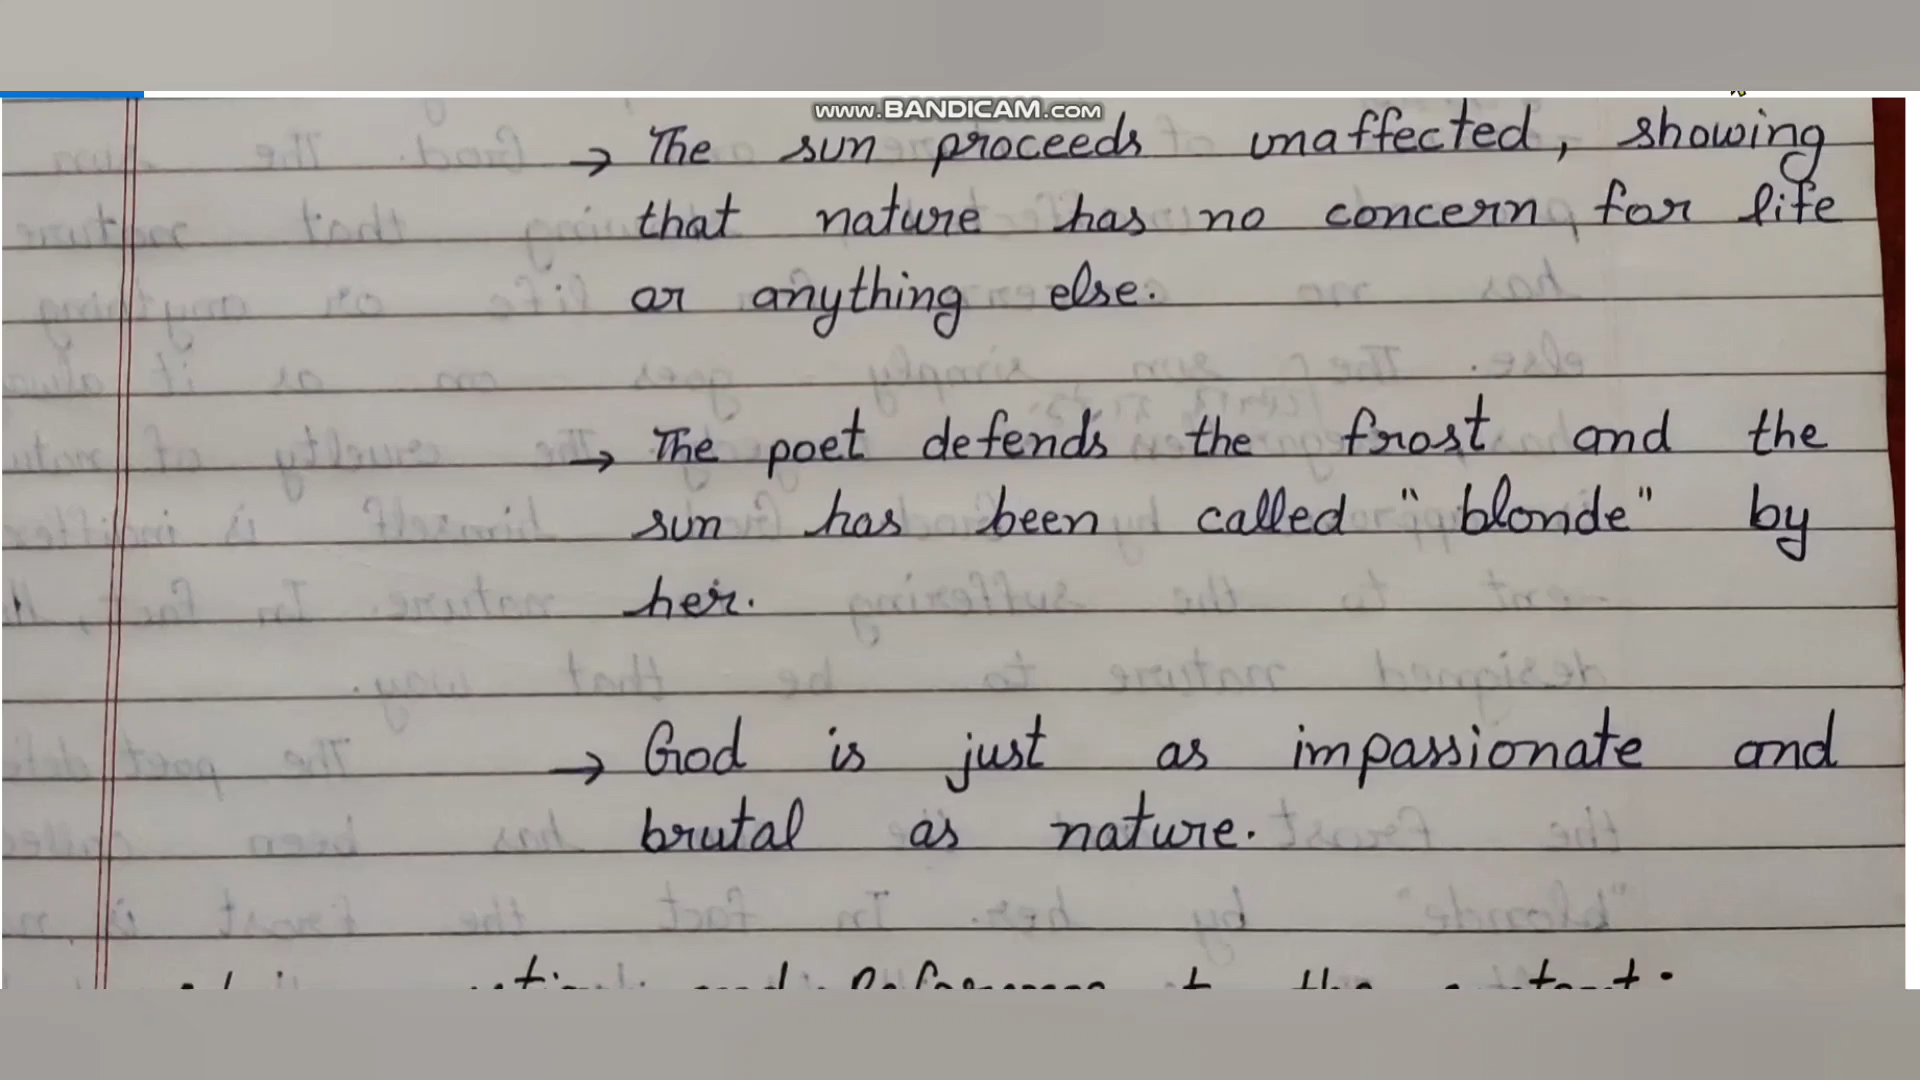 www.BANDICAM.com
→ The sun proceeds unaffected, showing
that nature has no concern for life
or anything else.
→ The poet defends the frost and the
sun has been called "blonde" by
her.
→ God is just as impassionate and
brutal as nature.